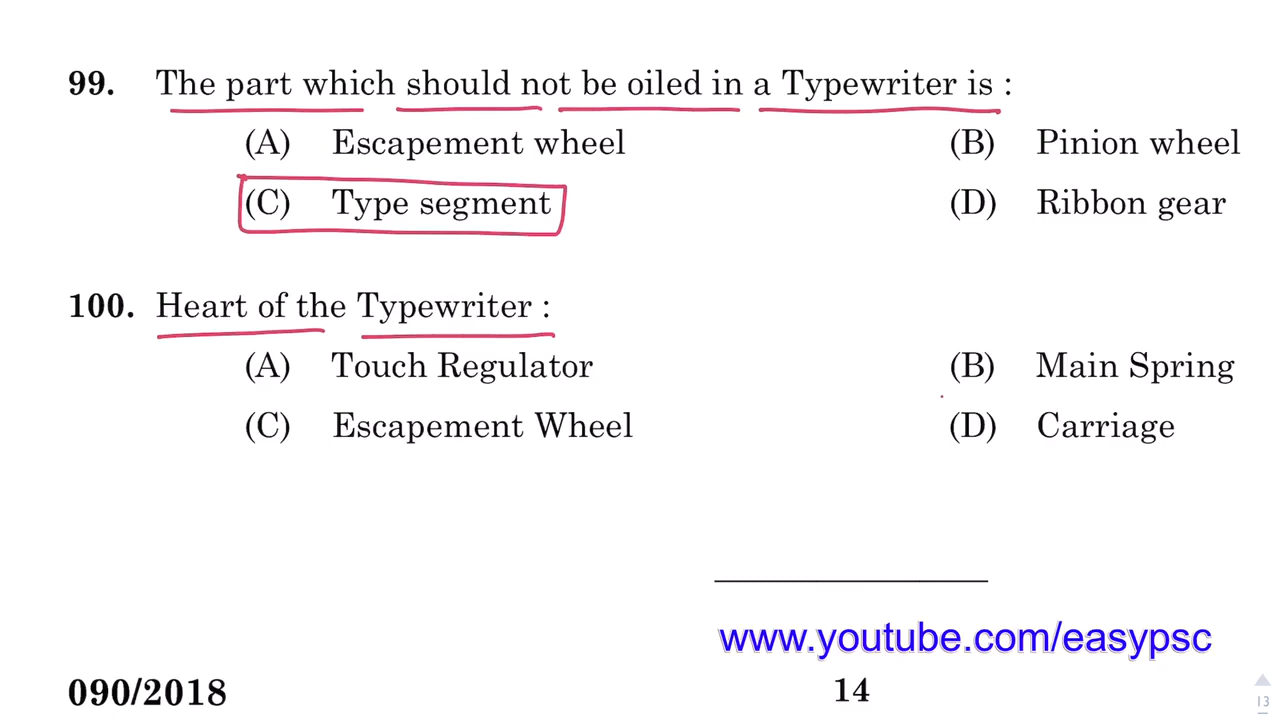 99. The part which should not be oiled in a Typewriter is :
(A) Escapement wheel (B) Pinion wheel
(C) Type segment (D) Ribbon gear
100. Heart of the Typewriter :
(A) Touch Regulator (B) Main Spring
(C) Escapement Wheel (D) Carriage
www.youtube.com/easypsc
090/2018 14
13